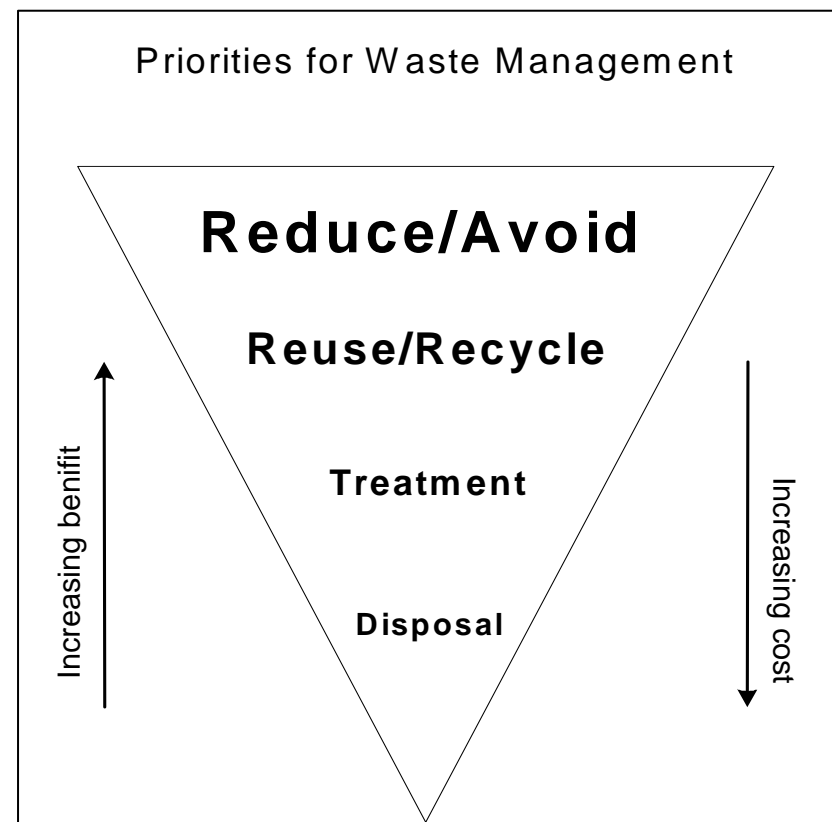 Priorities for Waste Management
Reduce/Avoid
Reuse/Recycle
Treatment
Disposal
Increasing benifit
Increasing cost